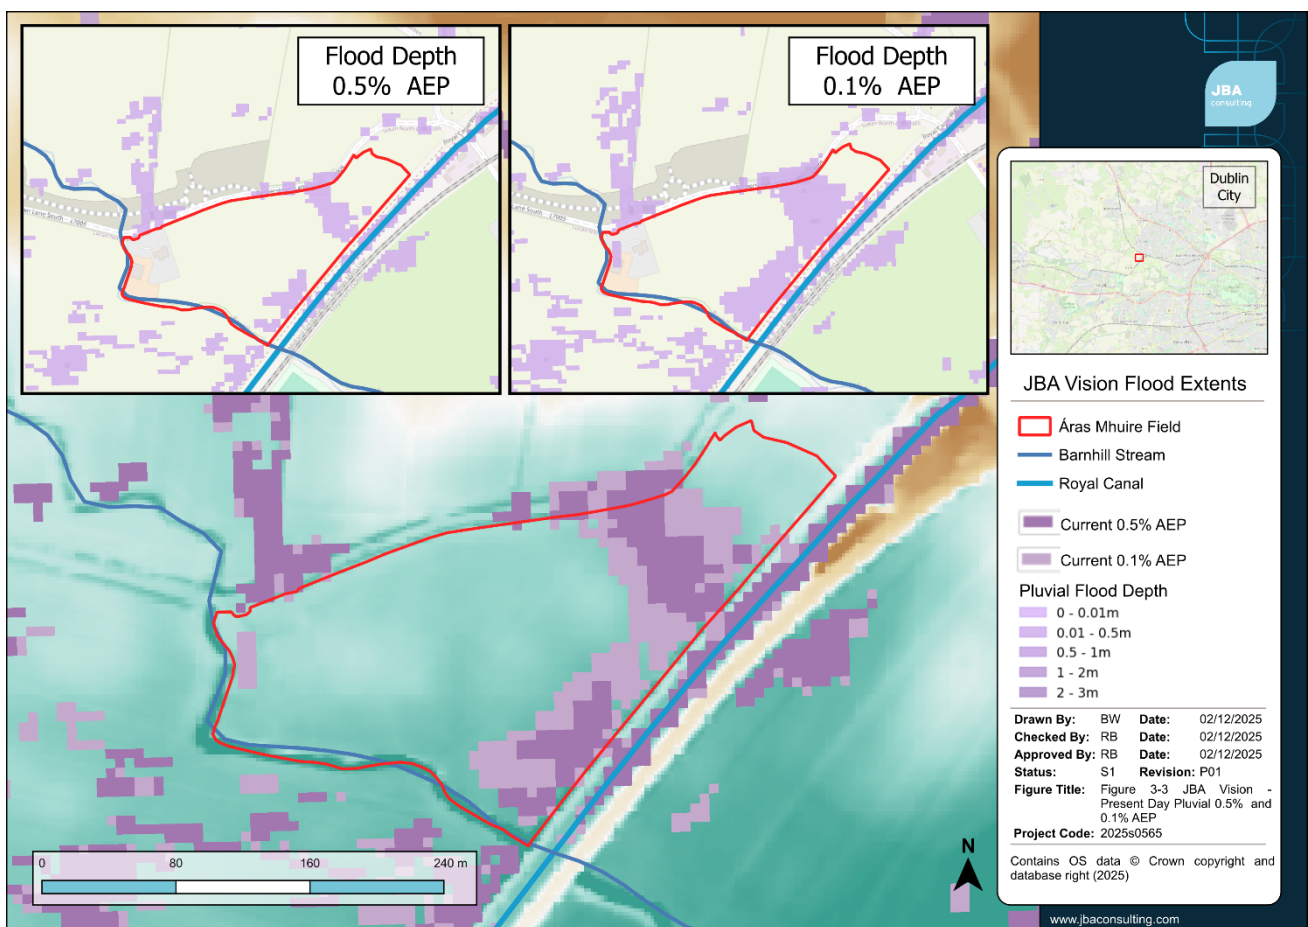 Flood Depth
0.5% AEP
Flood Depth
0.1% AEP
JBA
consulting
Dublin
City
JBA Vision Flood Extents
Áras Mhuire Field
Barnhill Stream
Royal Canal
Current 0.5% AEP
Current 0.1% AEP
Pluvial Flood Depth
0 - 0.01m
0.01 - 0.5m
0.5 - 1m
1 - 2m
2 - 3m
Drawn By: BW Date: 02/12/2025
Checked By: RB Date: 02/12/2025
Approved By: RB Date: 02/12/2025
Status: S1 Revision: P01
Figure Title: Figure 3-3 JBA Vision -
Present Day Pluvial 0.5% and
0.1% AEP
Project Code: 2025s0565
Contains OS data © Crown copyright and
database right (2025)
www.jbaconsulting.com
N
0 80 160 240 m